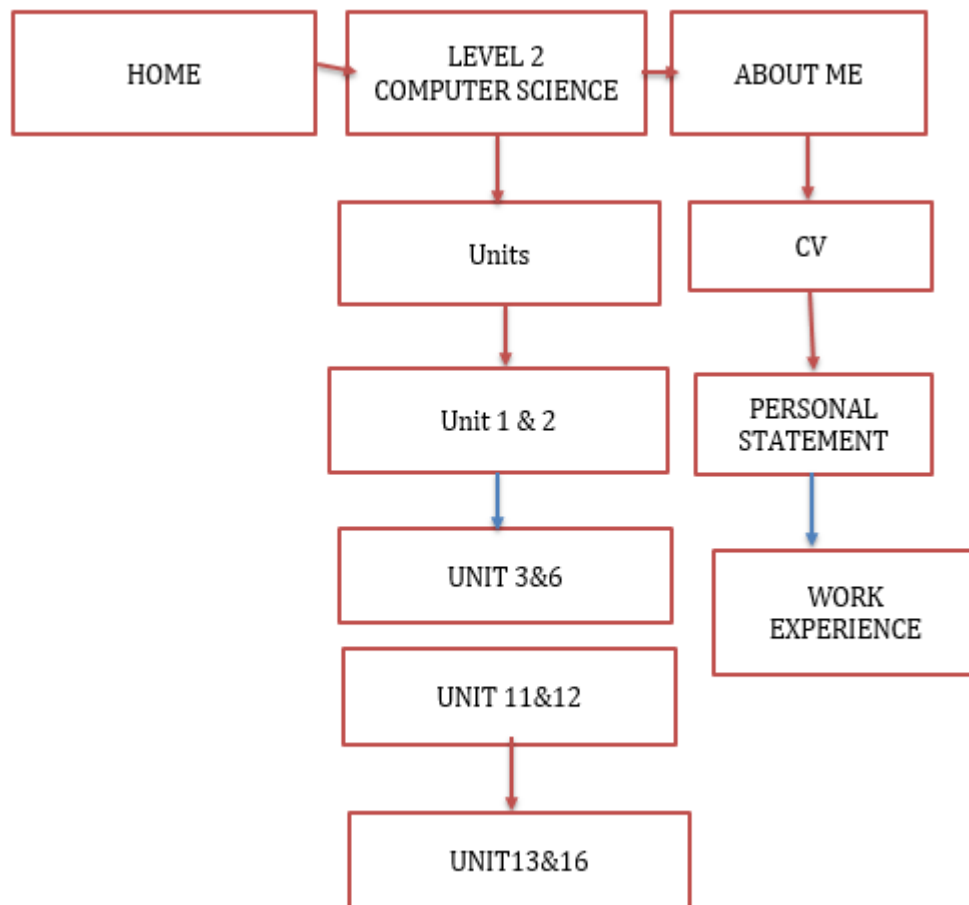 HOME
LEVEL 2
COMPUTER SCIENCE
ABOUT ME
Units
CV
Unit 1 & 2
PERSONAL
STATEMENT
UNIT 3&6
WORK
EXPERIENCE
UNIT 11&12
UNIT13&16